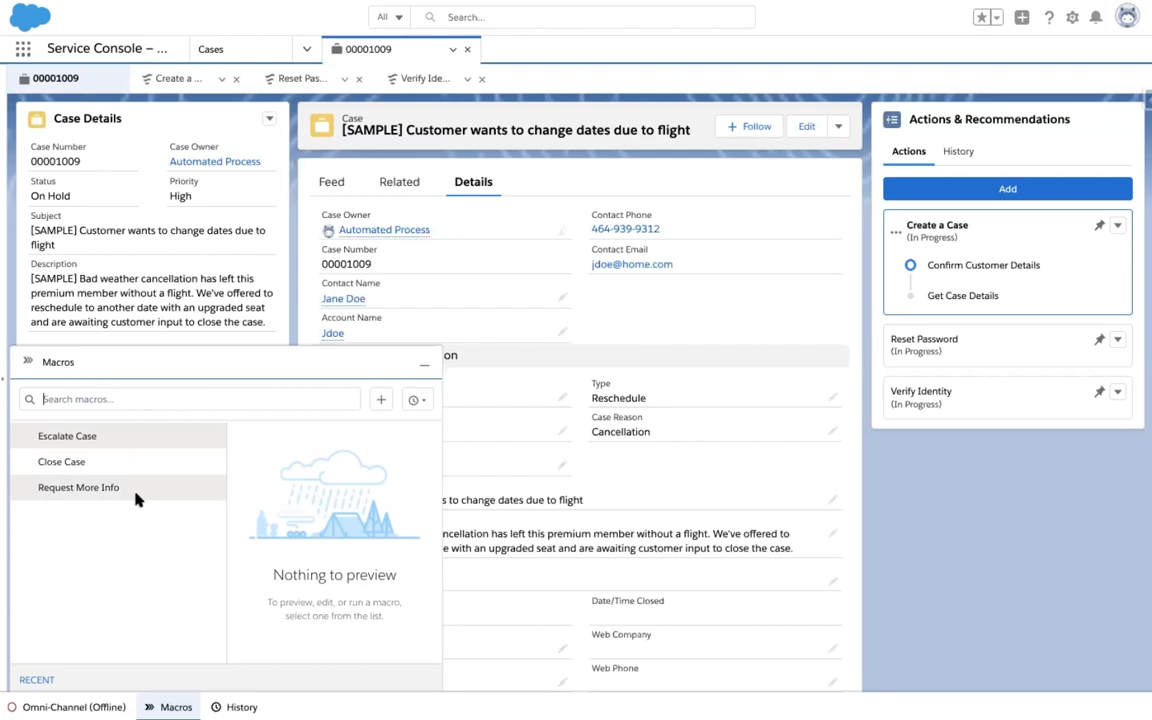 All
Search...
Service Console – ...
Cases
00001009
00001009
Create a ...
Reset Pas...
Verify Ide...
Case Details
Case Number
Case Owner
00001009
Automated Process
Status
Priority
On Hold
High
Subject
[SAMPLE] Customer wants to change dates due to
flight
Description
[SAMPLE] Bad weather cancellation has left this
premium member without a flight. We've offered to
reschedule to another date with an upgraded seat
and are awaiting customer input to close the case.
Case
[SAMPLE] Customer wants to change dates due to flight
Follow
Edit
Feed
Related
Details
Case Owner
Automated Process
Case Number
00001009
Contact Name
Jane Doe
Account Name
Jdoe
Contact Phone
464-939-9312
Contact Email
jdoe@home.com
on
Type
Reschedule
Case Reason
Cancellation
s to change dates due to flight
ncellation has left this premium member without a flight. We've offered to
e with an upgraded seat and are awaiting customer input to close the case.
Date/Time Closed
Web Company
Web Phone
Actions & Recommendations
Actions
History
Add
Create a Case
(In Progress)
Confirm Customer Details
Get Case Details
Reset Password
(In Progress)
Verify Identity
(In Progress)
Macros
Search macros...
Escalate Case
Close Case
Request More Info
Nothing to preview
To preview, edit, or run a macro,
select one from the list.
RECENT
Omni-Channel (Offline)
Macros
History